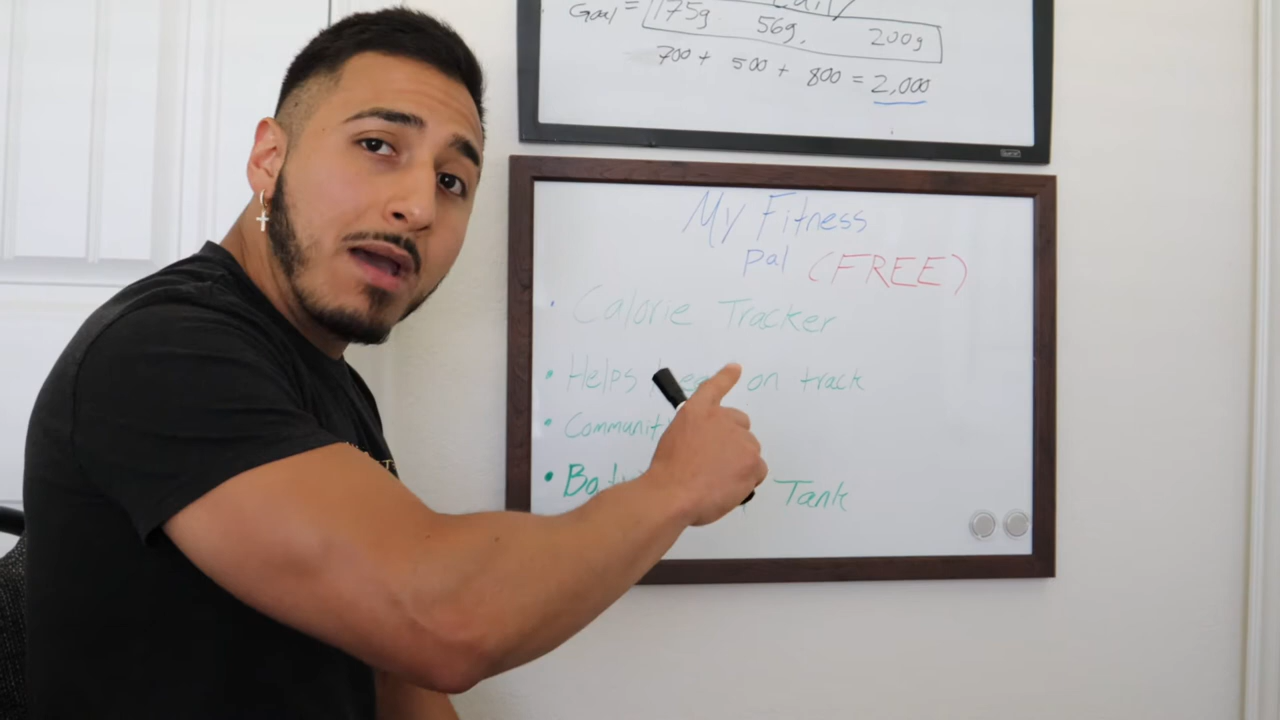 Goal = 175g 56g. 200g
700 + 500 + 800 = 2,000
My Fitness
Pal (FREE)
• Calorie Tracker
• Helps on track
• Communit
• Tank